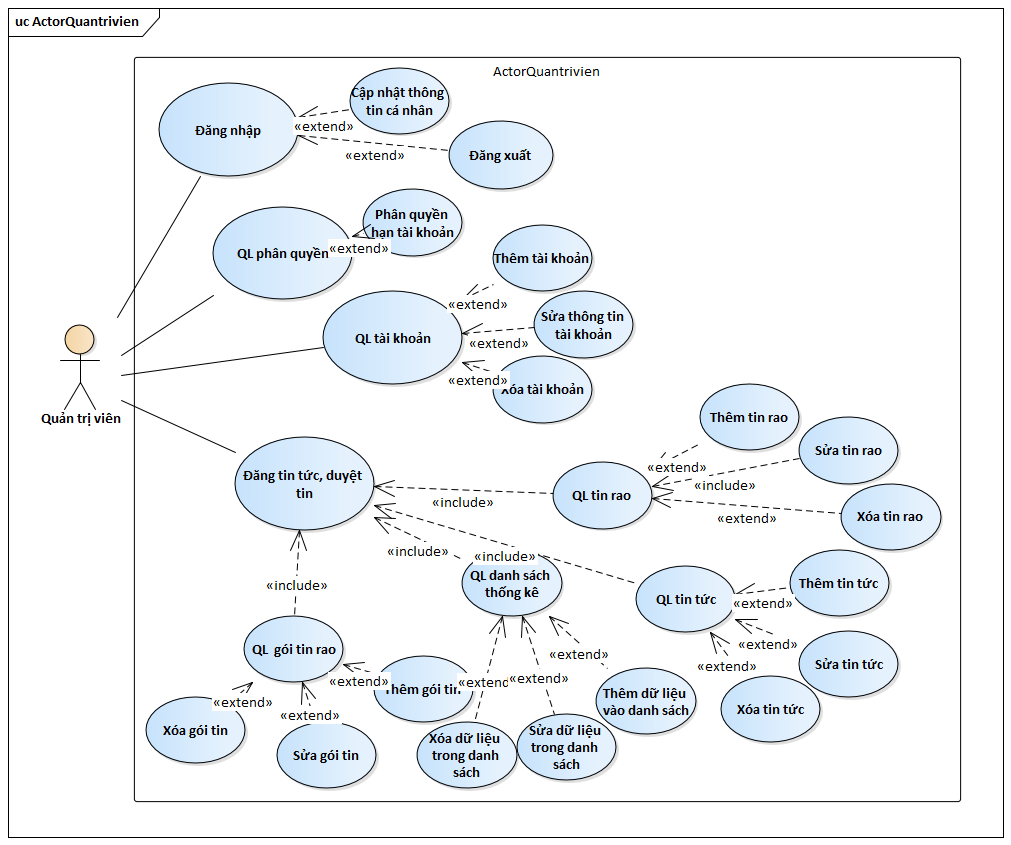 uc ActorQuantrivien
ActorQuantrivien
Cập nhật thông
tin cá nhân
Đăng nhập
«extend»
«extend»
Đăng xuất
Phân quyền
hạn tài khoản
QL phân quyền
«extend»
Thêm tài khoản
«extend»
Sửa thông tin
tài khoản
QL tài khoản
«extend»
«extend»
Xóa tài khoản
Quản trị viên
Thêm tin rao
Sửa tin rao
Đăng tin tức, duyệt
tin
«extend»
«include»
QL tin rao
«include»
«extend»
Xóa tin rao
«include»
«include»
QL danh sách
thống kê
«include»
Thêm tin tức
QL tin tức
«extend»
«extend»
«extend»
Sửa tin tức
Xóa tin tức
QL gói tin rao
«extend»
«extend»
«extend»
Thêm gói tin
Xóa gói tin
Sửa gói tin
«extend»
«extend»
«extend»
Thêm dữ liệu
vào danh sách
Xóa dữ liệu
trong danh
sách
Sửa dữ liệu
trong danh
sách